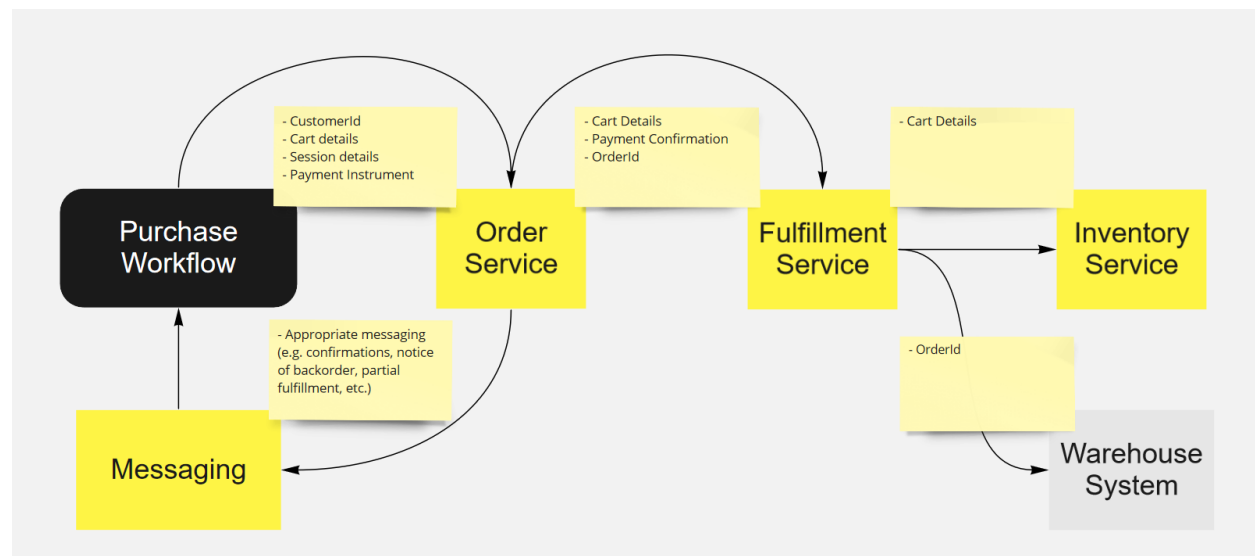 - CustomerId
- Cart details
- Session details
- Payment Instrument
- Cart Details
- Payment Confirmation
- OrderId
- Cart Details
Purchase
Workflow
Order
Service
Fulfillment
Service
Inventory
Service
- Appropriate messaging
(e.g. confirmations, notice
of backorder, partial
fulfillment, etc.)
- OrderId
Messaging
Warehouse
System